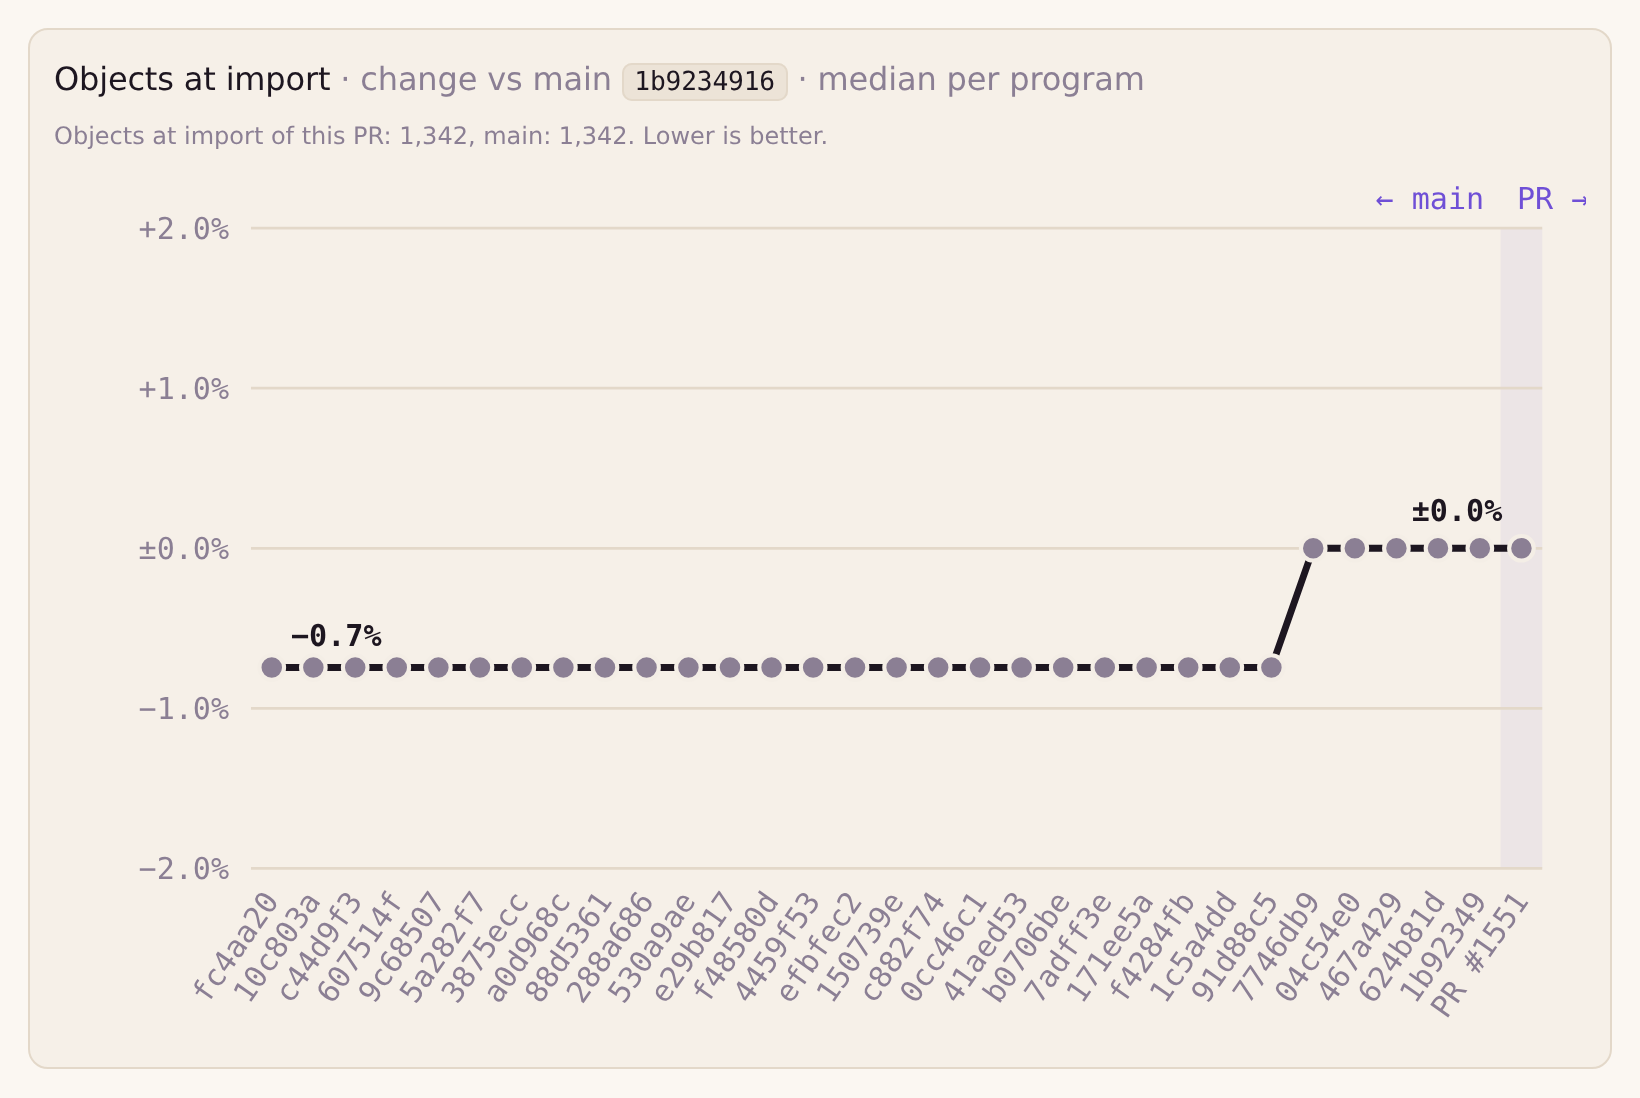 Objects at import · change vs main 1b9234916 · median per program
Objects at import of this PR: 1,342, main: 1,342. Lower is better.
← main PR →
+2.0%
+1.0%
±0.0%
−1.0%
−2.0%
−0.7%
±0.0%
fc4aa20
10c803a
c44d9f3
607514f
9c68507
5a282f7
3875ecc
a0d968c
88d5361
288a686
530a9ae
e29b817
f48580d
4459f53
efbfec2
150739e
c882f74
0cc46c1
41aed53
b0706be
7adff3e
171ee5a
f4284fb
1c5a4dd
91d88c5
7746db9
04c54e0
467a429
624b81d
1b92349
PR #1551